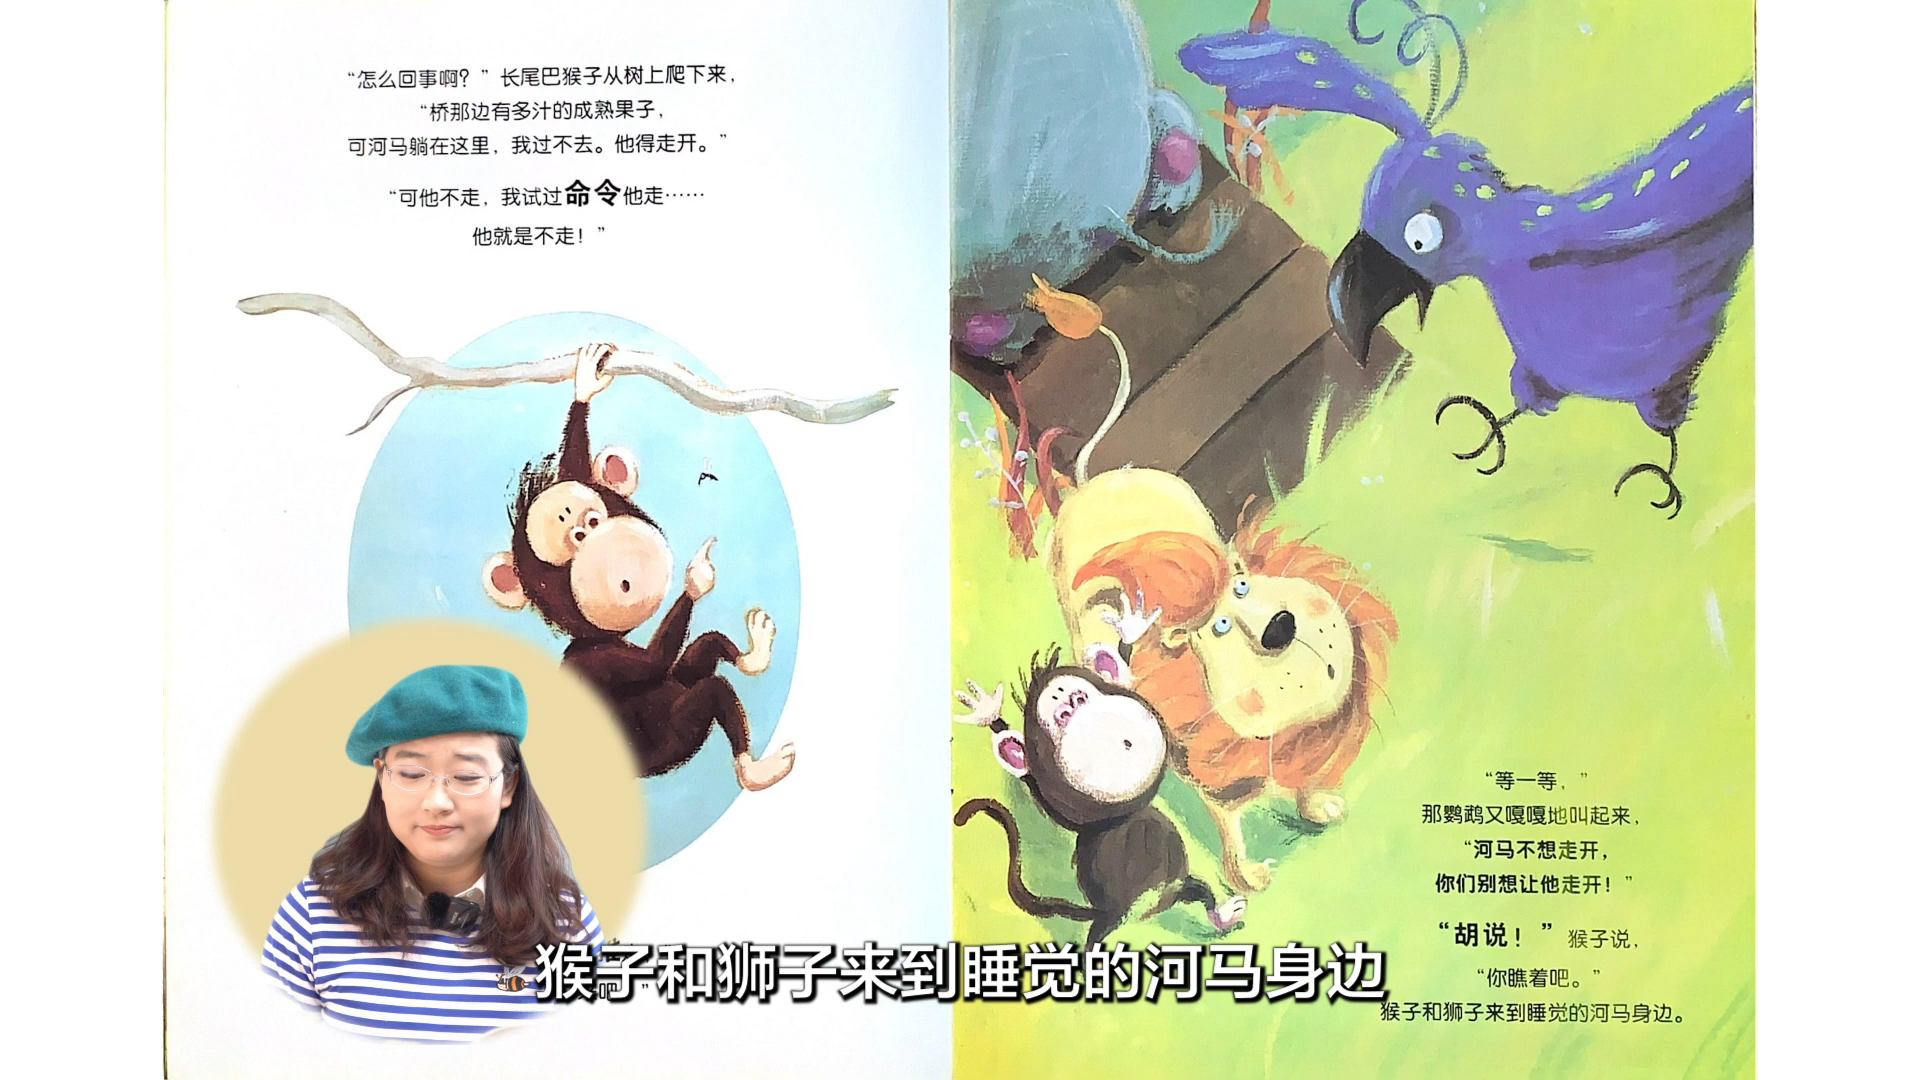 “怎么回事啊?”长尾巴猴子从树上爬下来,
“桥那边有多汁的成熟果子,
可河马躺在这里,我过不去。他得走开。”
“可他不走,我试过命令他走……
他就是不走!”
吧。”
“等一等,”
那鹦鹉又嘎嘎地叫起来,
“河马不想走开,
你们别想让他走开!”
“胡说!”猴子说,
“你瞧着吧。”
猴子和狮子来到睡觉的河马身边。
猴子和狮子来到睡觉的河马身边